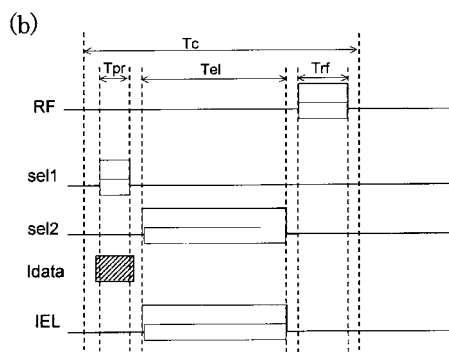 (b)
Tc
Tpr Tel Trf
RF
sel1
sel2
Idata
IEL